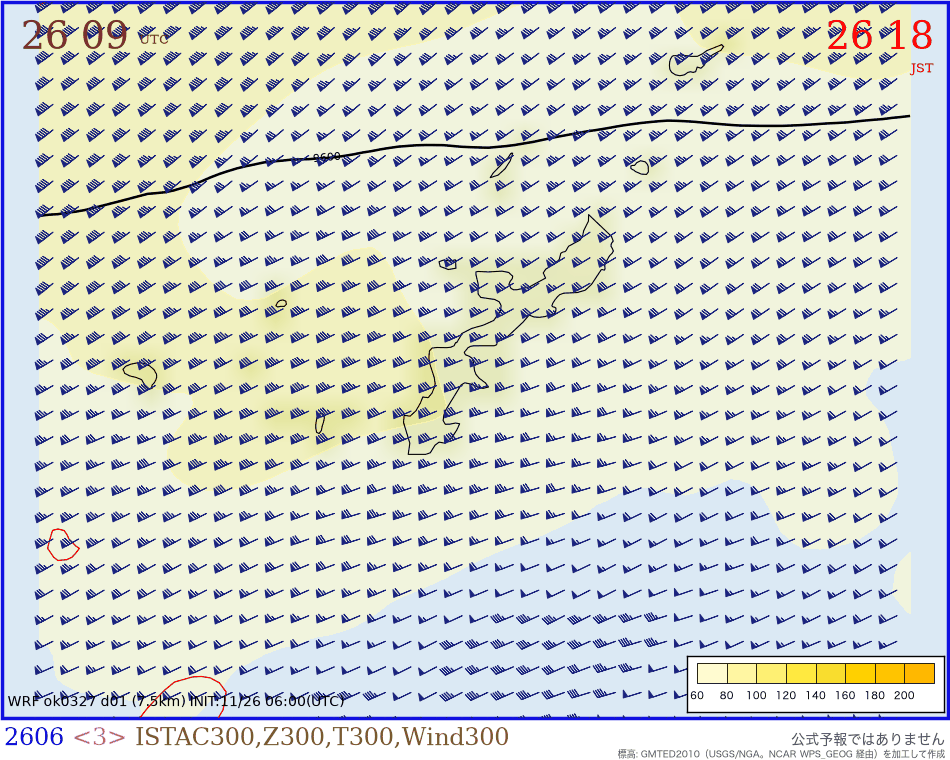 26 09 UTC
26 18
JST
9600
60 80 100 120 140 160 180 200
WRF ok0327 d01 (7.5km) INIT:11/26 06:00(UTC)
2606 <3> ISTAC300,Z300,T300,Wind300
公式予報ではありません
標高: GMTED2010（USGS/NGA。NCAR WPS_GEOG 経由）を加工して作成